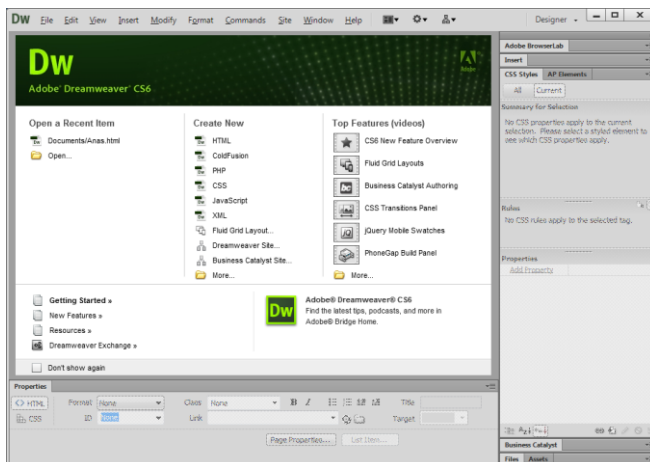 Dw File Edit View Insert Modify Format Commands Site Window Help Designer
Dw
Adobe® Dreamweaver® CS6
Adobe
Open a Recent Item
Documents/Anas.html
Open...
Create New
HTML
ColdFusion
PHP
CSS
JavaScript
XML
Fluid Grid Layout...
Dreamweaver Site...
Business Catalyst Site...
More...
Top Features (videos)
CS6 New Feature Overview
Fluid Grid Layouts
Business Catalyst Authoring
CSS Transitions Panel
jQuery Mobile Swatches
PhoneGap Build Panel
More...
Getting Started »
New Features »
Resources »
Dreamweaver Exchange »
Dw
Adobe® Dreamweaver® CS6
Find the latest tips, podcasts, and more in
Adobe® Bridge Home.
Don't show again
Properties
<> HTML Format None Class None B I Title
CSS ID None Link Target
Page Properties... List Item...
Adobe BrowserLab
Insert
CSS Styles AP Elements
All Current
Summary for Selection
No CSS properties apply to the current
selection. Please select a styled element to
see which CSS properties apply.
Rules
No CSS rules apply to the selected tag.
Properties
Add Property
Business Catalyst
Files Assets